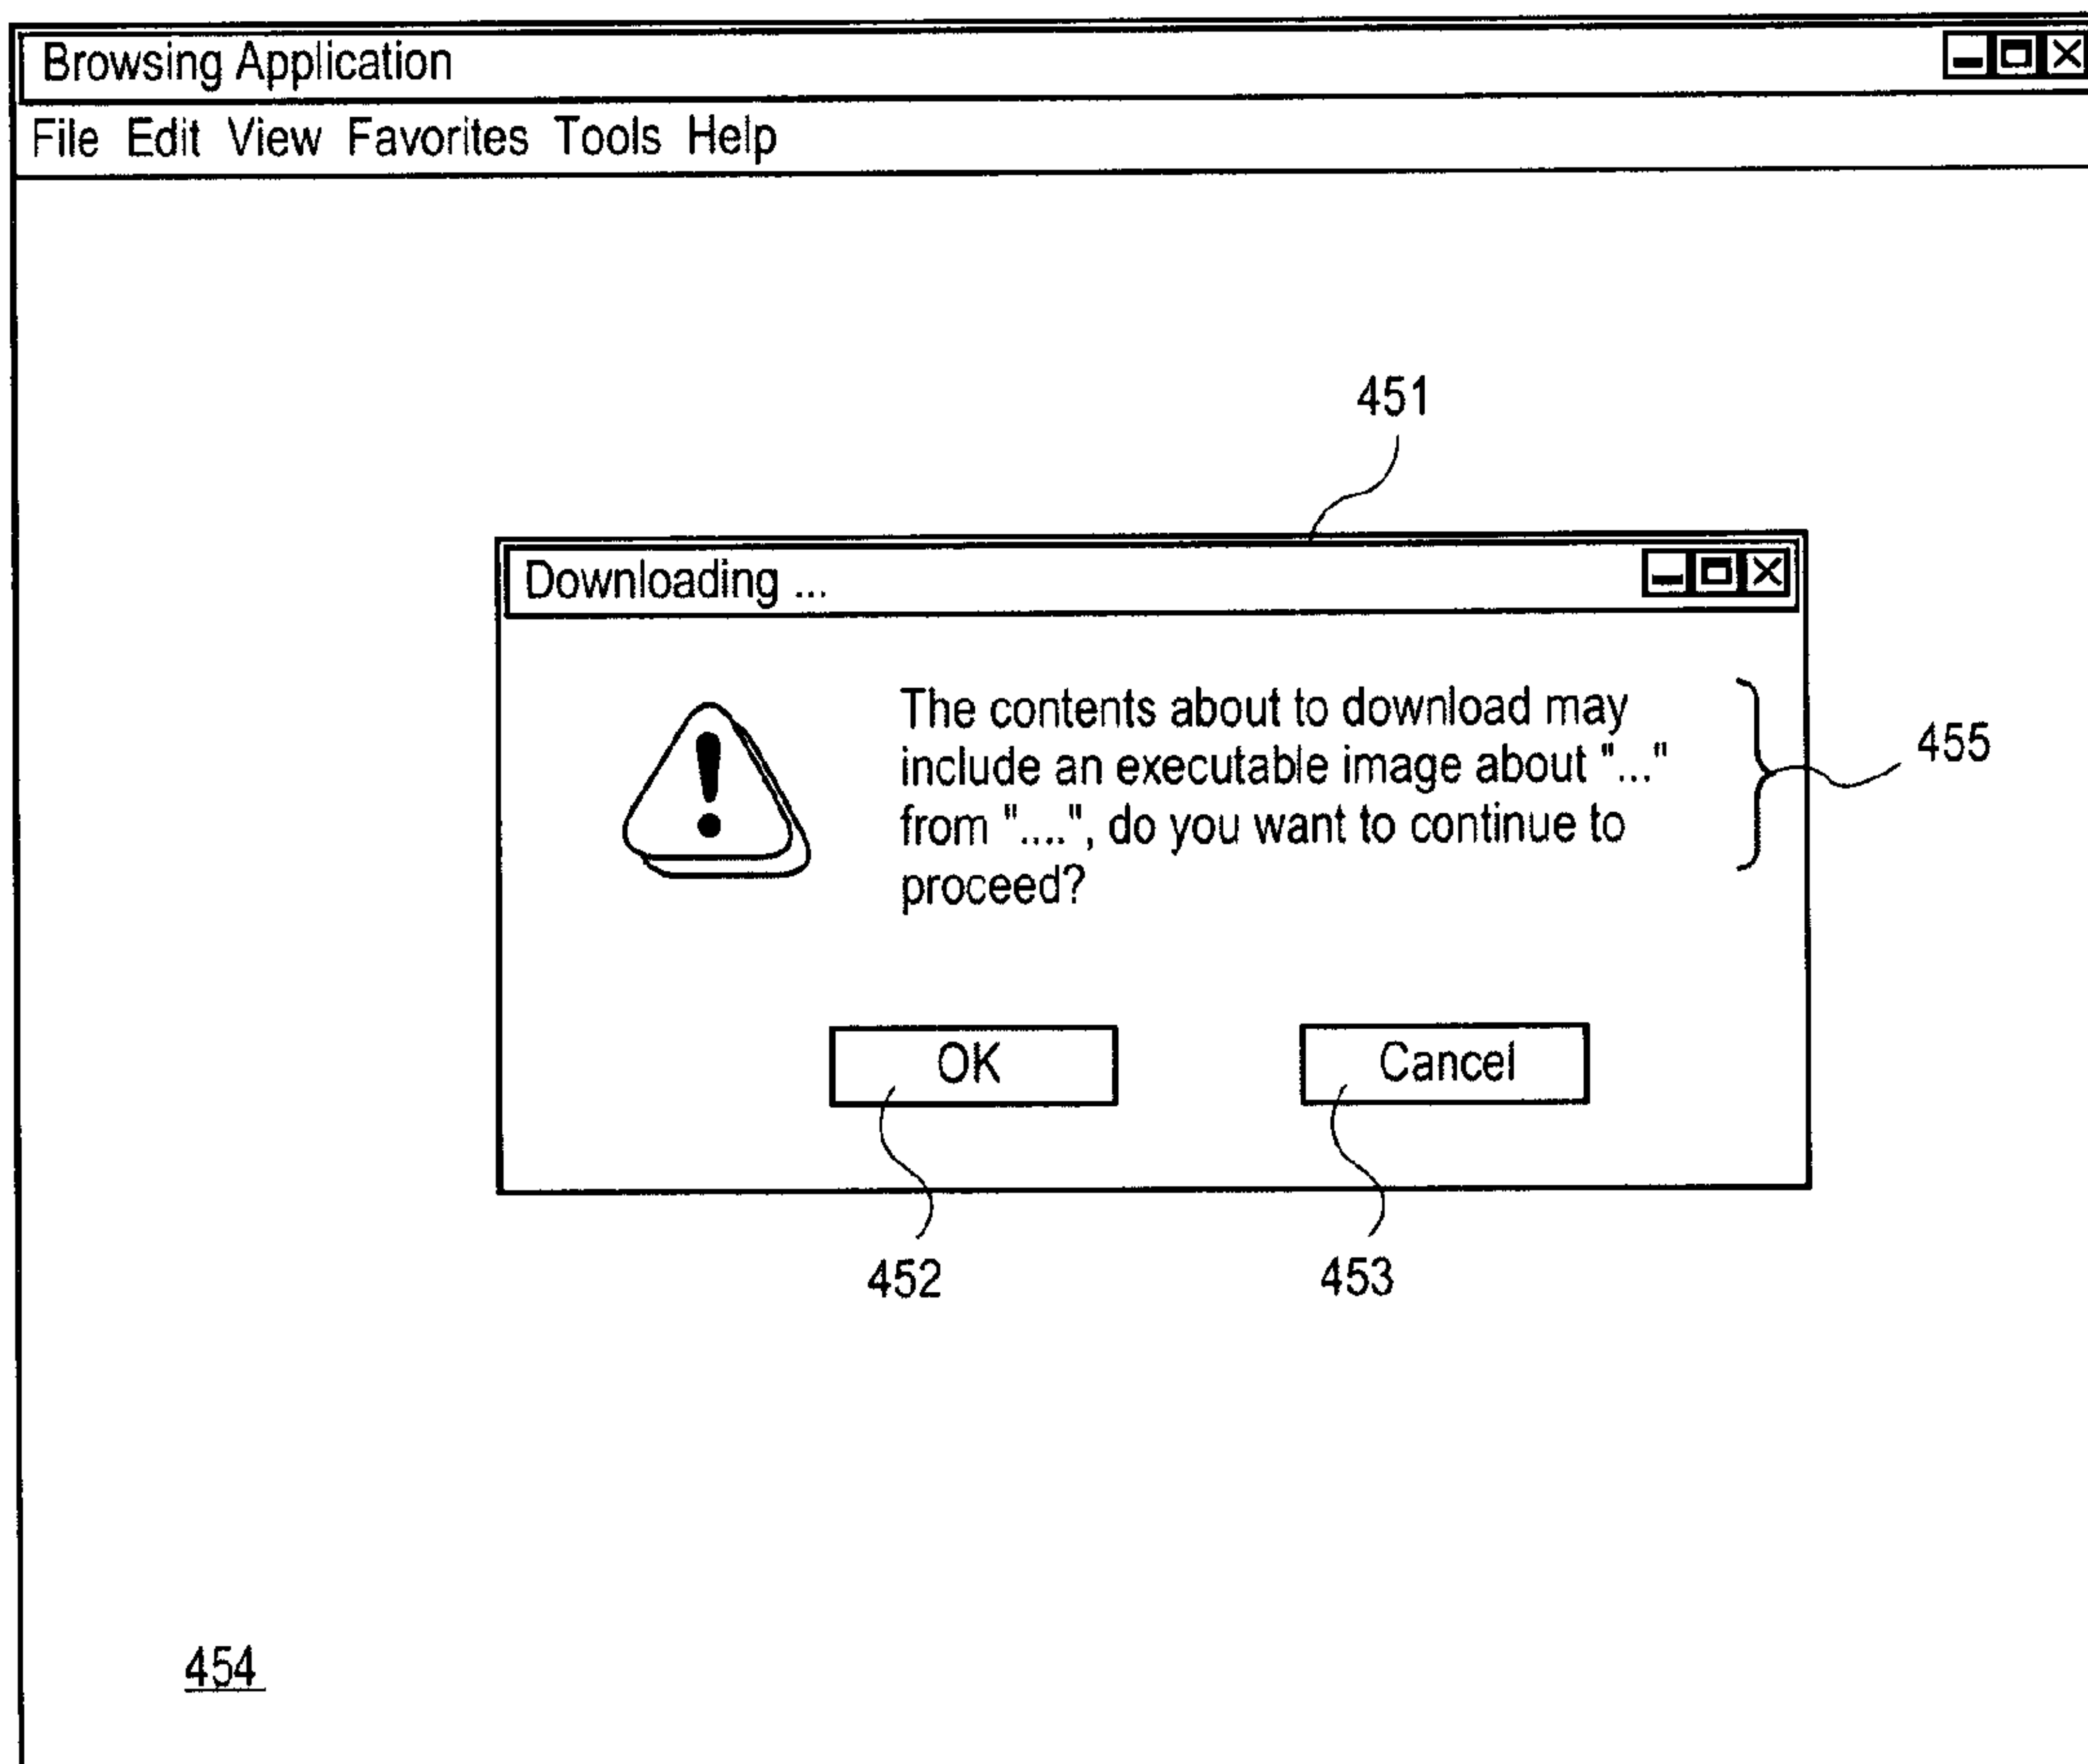 Browsing Application
File Edit View Favorites Tools Help
451
Downloading ...
The contents about to download may
include an executable image about "..."
from "....", do you want to continue to
proceed?
455
OK
Cancel
452
453
454